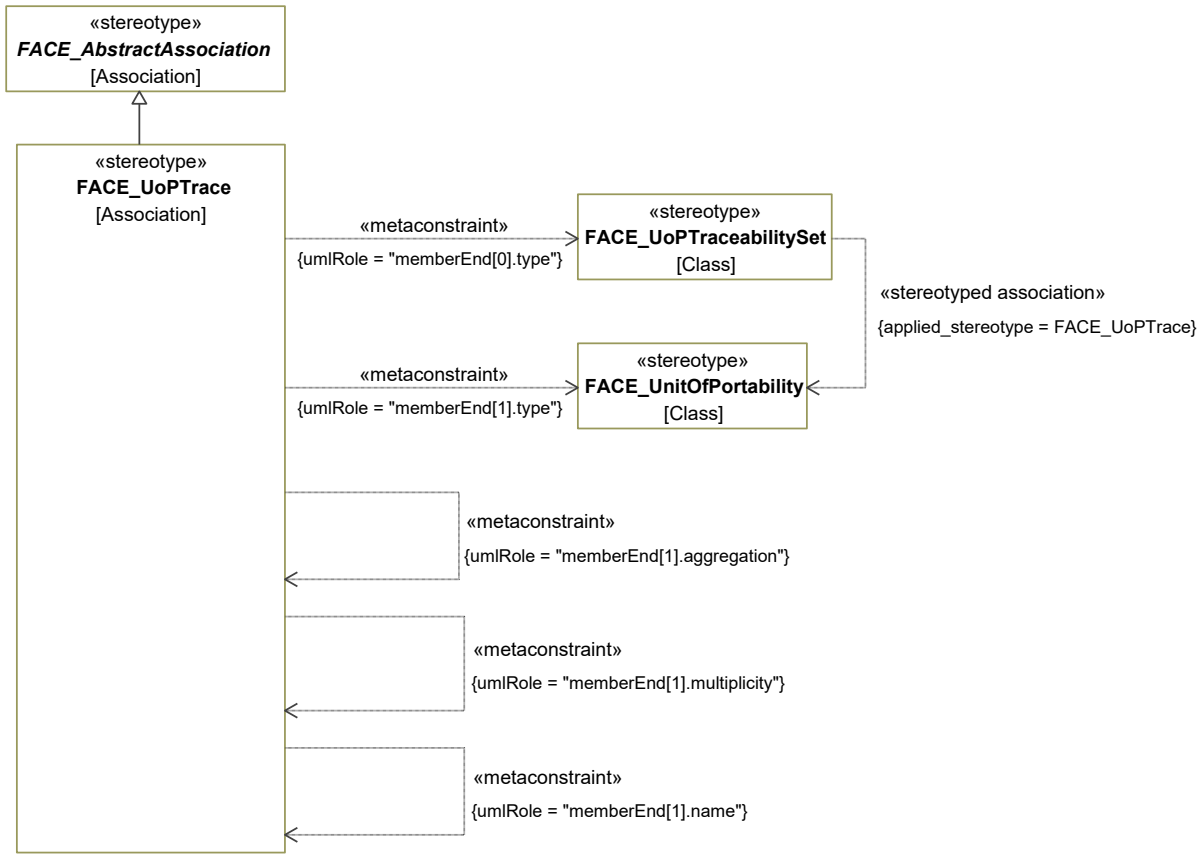 «stereotype»
FACE_AbstractAssociation
[Association]
«stereotype»
FACE_UoPTrace
[Association]
«metaconstraint»
{umlRole = "memberEnd[0].type"}
«stereotype»
FACE_UoPTraceabilitySet
[Class]
«stereotyped association»
{applied_stereotype = FACE_UoPTrace}
«metaconstraint»
{umlRole = "memberEnd[1].type"}
«stereotype»
FACE_UnitOfPortability
[Class]
«metaconstraint»
{umlRole = "memberEnd[1].aggregation"}
«metaconstraint»
{umlRole = "memberEnd[1].multiplicity"}
«metaconstraint»
{umlRole = "memberEnd[1].name"}